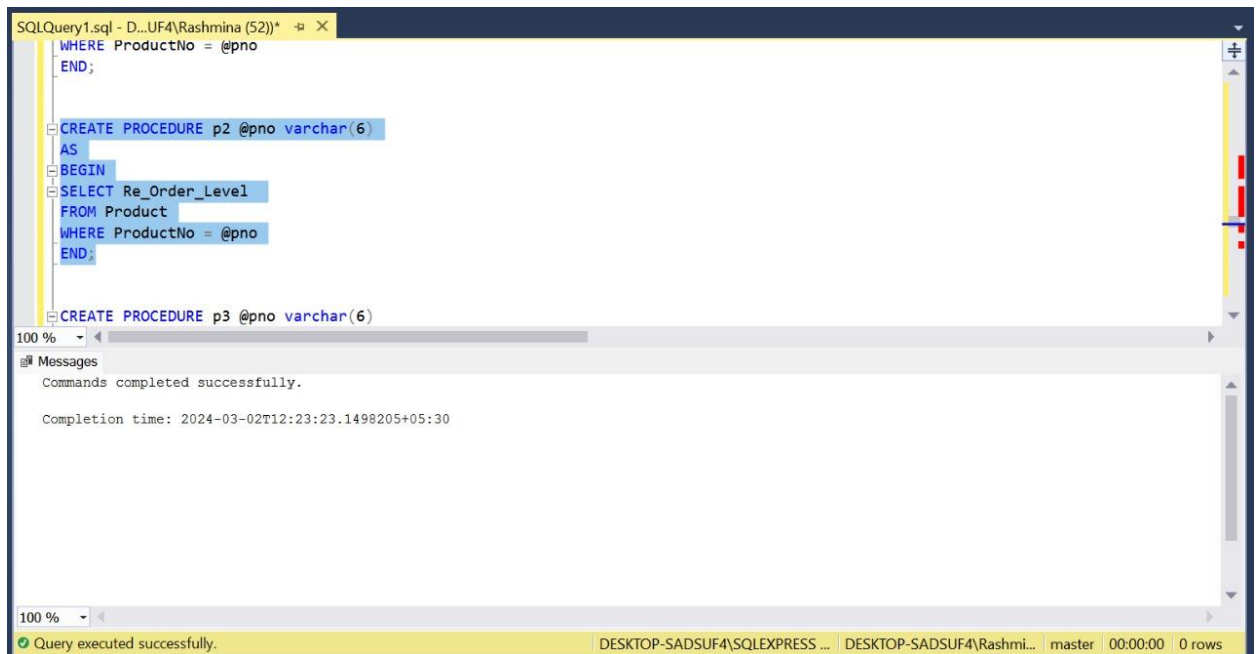 SQLQuery1.sql - D...UF4\Rashmina (52))*
WHERE ProductNo = @pno
END;
CREATE PROCEDURE p2 @pno varchar(6)
AS
BEGIN
SELECT Re_Order_Level
FROM Product
WHERE ProductNo = @pno
END;
CREATE PROCEDURE p3 @pno varchar(6)
100 %
Messages
Commands completed successfully.
Completion time: 2024-03-02T12:23:23.1498205+05:30
100 %
Query executed successfully. DESKTOP-SADSUF4\SQLEXPRESS ... DESKTOP-SADSUF4\Rashmi... master 00:00:00 0 rows